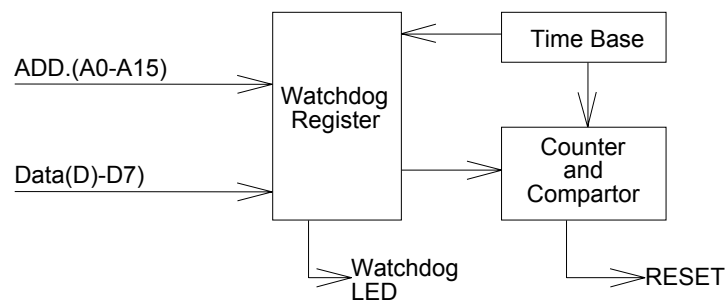 Time Base
ADD.(A0-A15)
Watchdog
Register
Counter
and
Compartor
Data(D)-D7)
Watchdog
LED
RESET